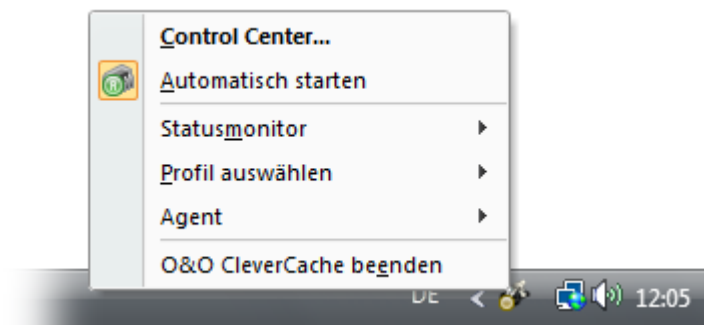 Control Center...
Automatisch starten
Statusmonitor
Profil auswählen
Agent
O&O CleverCache beenden
DE < 12:05